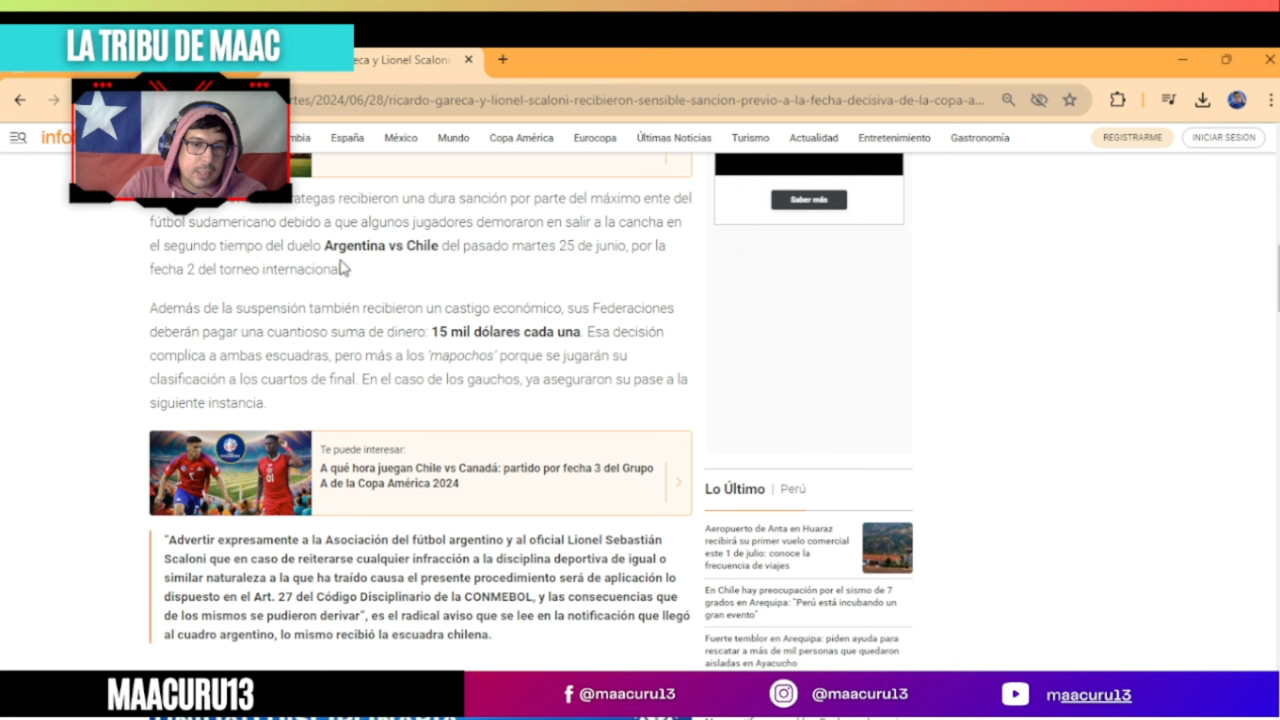 LA TRIBU DE MAAC
eca y Lionel Scaloni
rtes/2024/06/28/ricardo-gareca-y-lionel-scaloni-recibieron-sensible-sancion-previo-a-la-fecha-decisiva-de-la-copa-a...
info
mbia España México Mundo Copa América Eurocopa Últimas Noticias Turismo Actualidad Entretenimiento Gastronomía REGISTRARME INICIAR SESION
rategas recibieron una dura sanción por parte del máximo ente del
fútbol sudamericano debido a que algunos jugadores demoraron en salir a la cancha en
el segundo tiempo del duelo Argentina vs Chile del pasado martes 25 de junio, por la
fecha 2 del torneo internaciona
Además de la suspensión también recibieron un castigo económico, sus Federaciones
deberán pagar una cuantioso suma de dinero: 15 mil dólares cada una. Esa decisión
complica a ambas escuadras, pero más a los 'mapochos' porque se jugarán su
clasificación a los cuartos de final. En el caso de los gauchos, ya aseguraron su pase a la
siguiente instancia.
Te puede interesar:
A qué hora juegan Chile vs Canadá: partido por fecha 3 del Grupo
A de la Copa América 2024
"Advertir expresamente a la Asociación del fútbol argentino y al oficial Lionel Sebastián
Scaloni que en caso de reiterarse cualquier infracción a la disciplina deportiva de igual o
similar naturaleza a la que ha traído causa el presente procedimiento será de aplicación lo
dispuesto en el Art. 27 del Código Disciplinario de la CONMEBOL, y las consecuencias que
de los mismos se pudieron derivar", es el radical aviso que se lee en la notificación que llegó
al cuadro argentino, lo mismo recibió la escuadra chilena.
Saber más
Lo Último | Perú
Aeropuerto de Anta en Huaraz
recibirá su primer vuelo comercial
este 1 de julio: conoce la
frecuencia de viajes
En Chile hay preocupación por el sismo de 7
grados en Arequipa: "Perú está incubando un
gran evento"
Fuerte temblor en Arequipa: piden ayuda para
rescatar a más de mil personas que quedaron
aisladas en Ayacucho
MAACURU13
@maacuru13
@maacuru13
maacuru13